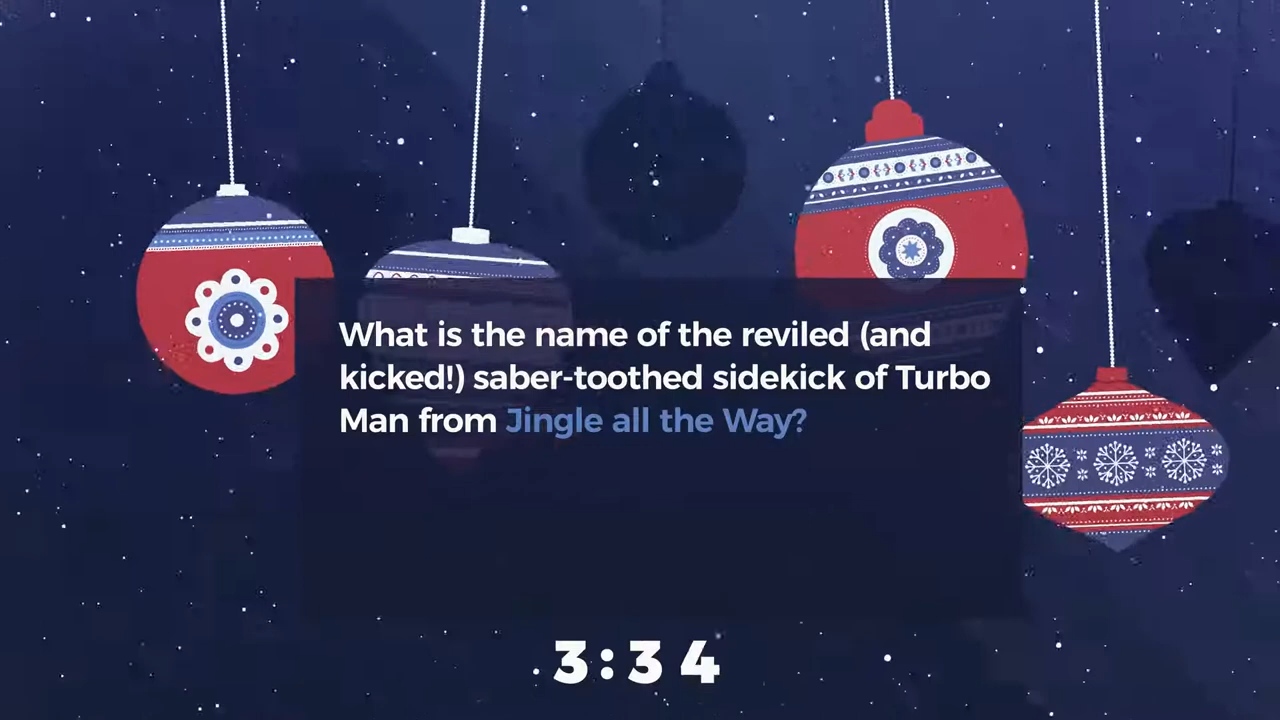 What is the name of the reviled (and
kicked!) saber-toothed sidekick of Turbo
Man from Jingle all the Way?
3:34